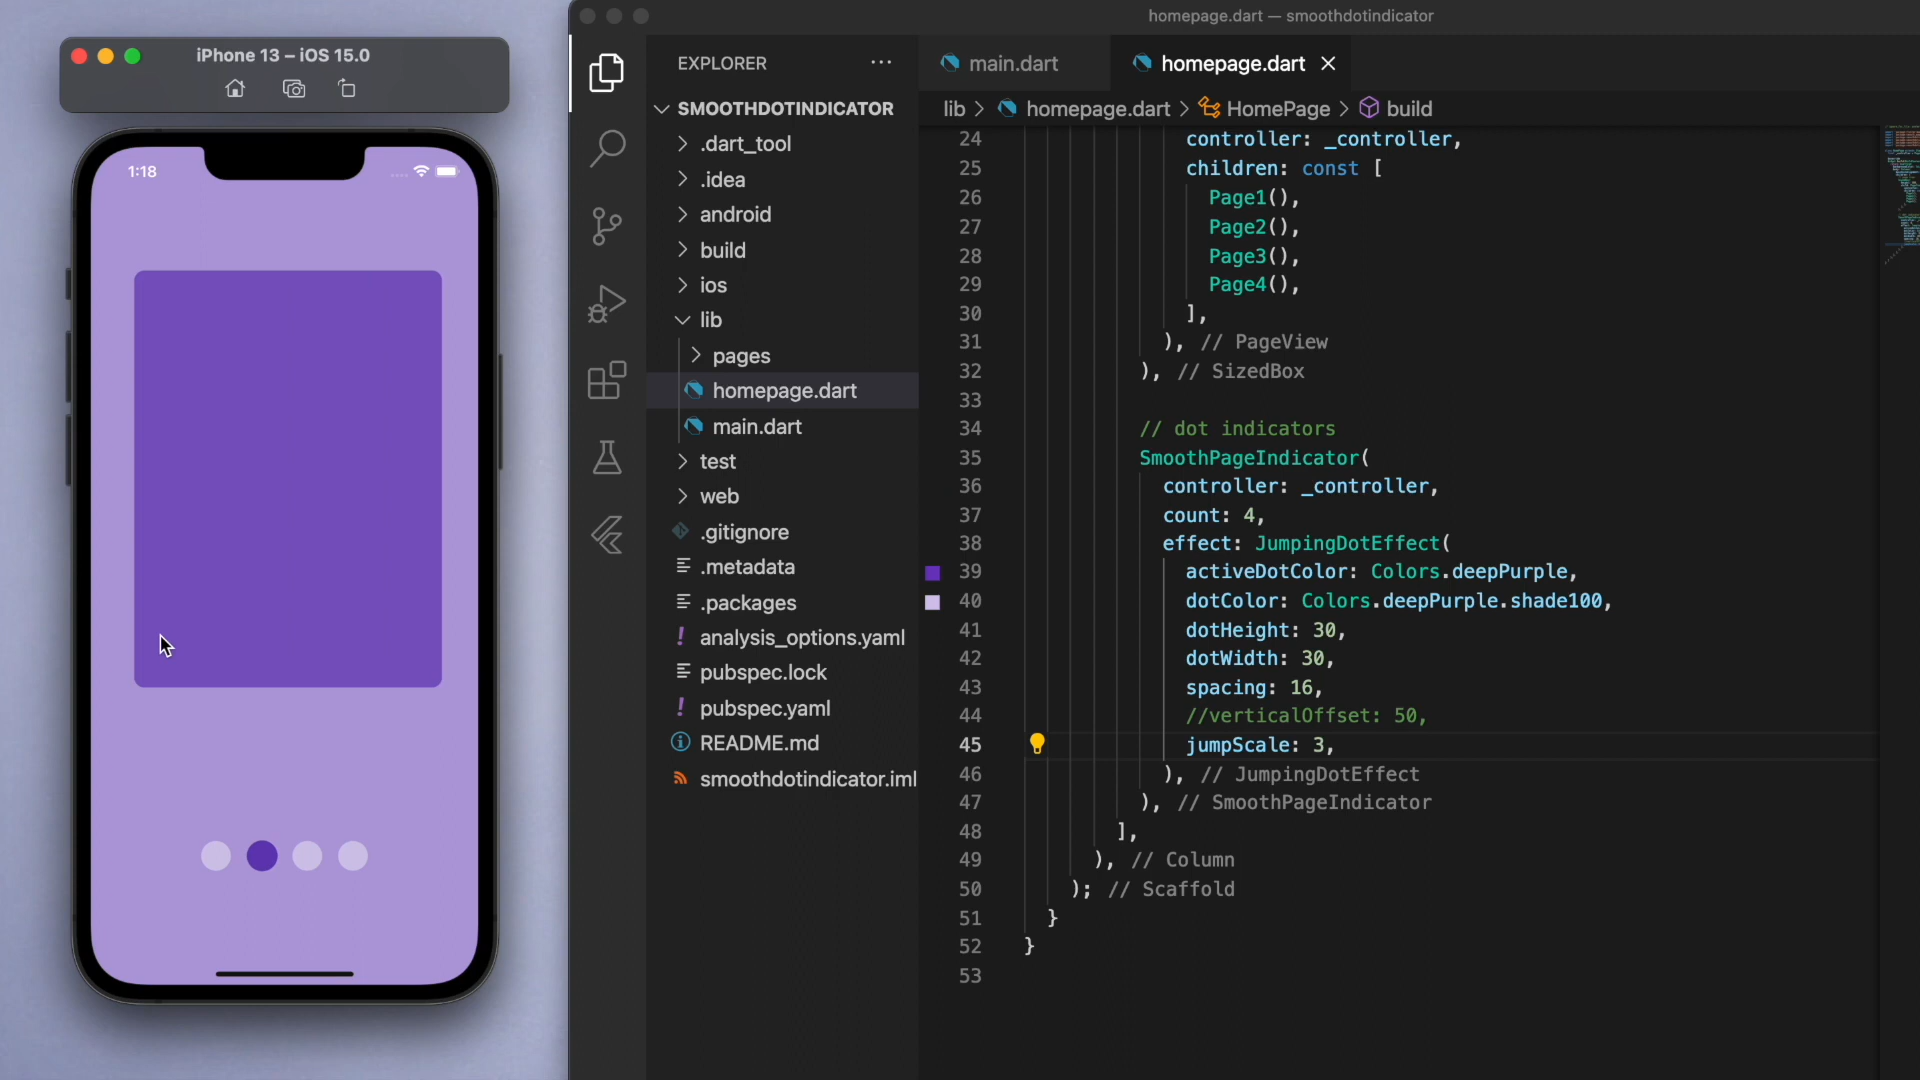 iPhone 13 – iOS 15.0
1:18
homepage.dart — smoothdotindicator
EXPLORER
SMOOTHDOTINDICATOR
.dart_tool
.idea
android
build
ios
lib
pages
homepage.dart
main.dart
test
web
.gitignore
.metadata
.packages
analysis_options.yaml
pubspec.lock
pubspec.yaml
README.md
smoothdotindicator.iml
main.dart
homepage.dart
lib > homepage.dart > HomePage > build
24 controller: _controller,
25 children: const [
26 Page1(),
27 Page2(),
28 Page3(),
29 Page4(),
30 ],
31 ), // PageView
32 ), // SizedBox
33
34 // dot indicators
35 SmoothPageIndicator(
36 controller: _controller,
37 count: 4,
38 effect: JumpingDotEffect(
39 activeDotColor: Colors.deepPurple,
40 dotColor: Colors.deepPurple.shade100,
41 dotHeight: 30,
42 dotWidth: 30,
43 spacing: 16,
44 //verticalOffset: 50,
45 jumpScale: 3,
46 ), // JumpingDotEffect
47 ), // SmoothPageIndicator
48 ],
49 ), // Column
50 ); // Scaffold
51 }
52 }
53